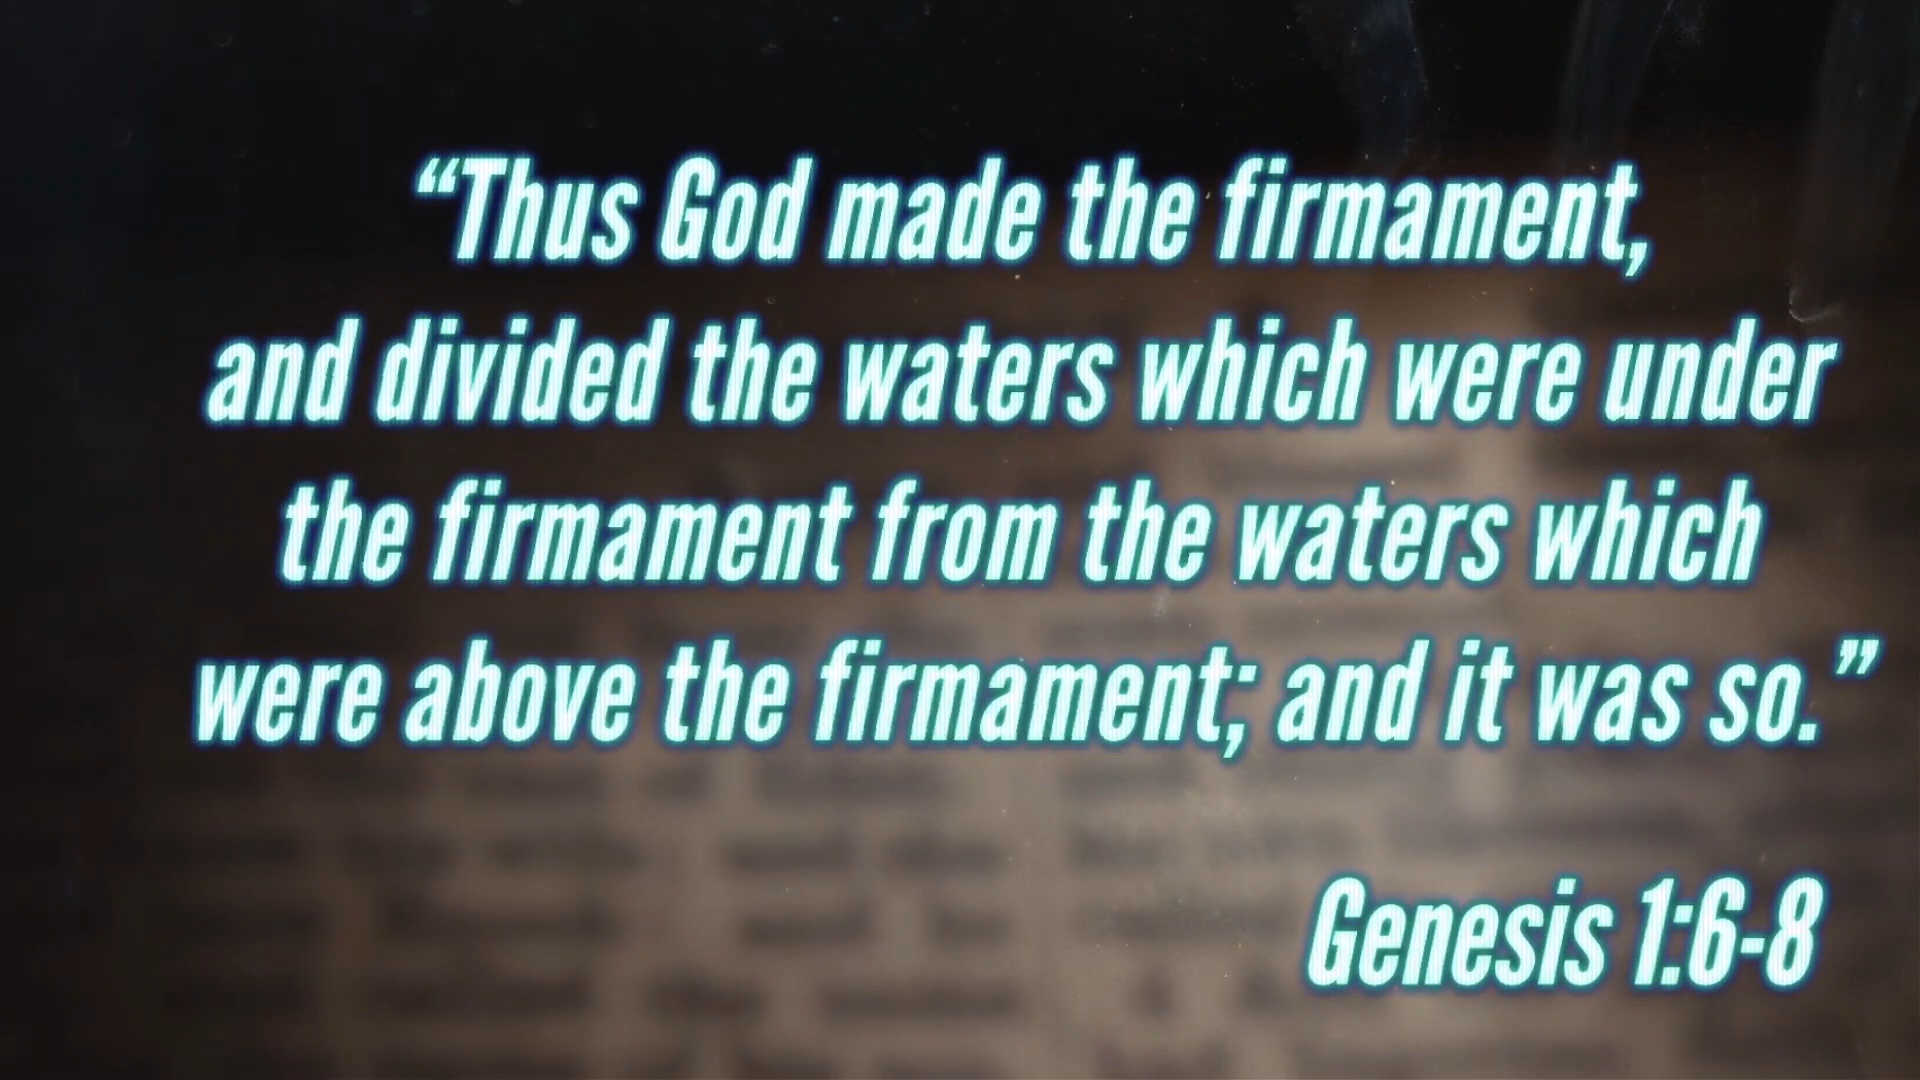 “Thus God made the firmament,
and divided the waters which were under
the firmament from the waters which
were above the firmament; and it was so.”
Genesis 1:6-8